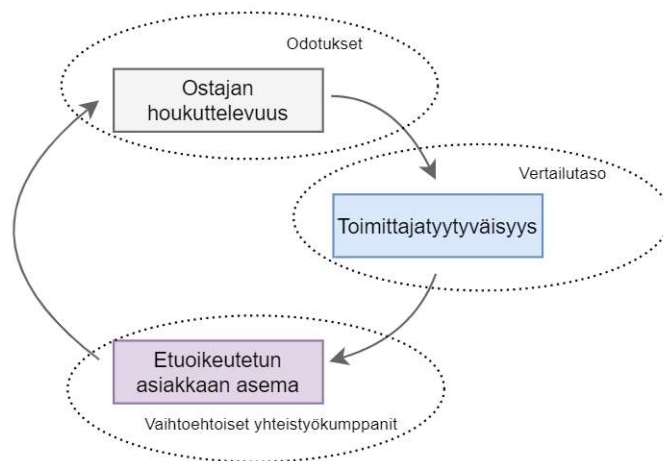 Odotukset
Ostajan
houkuttelevuus
Vertailutaso
Toimittajatyytyväisyys
Etuoikeutetun
asiakkaan asema
Vaihtoehtoiset yhteistyökumppanit